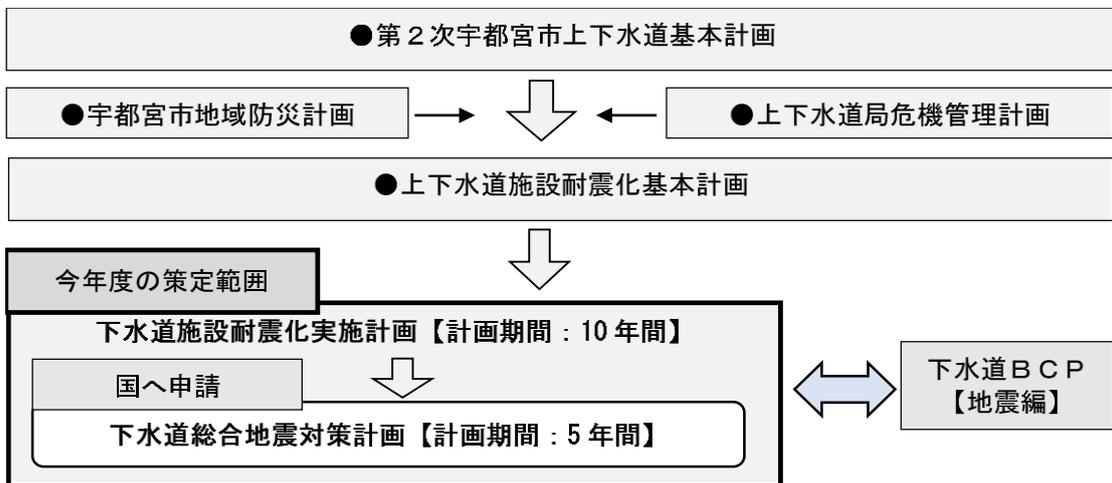 ●第２次宇都宮市上下水道基本計画
●宇都宮市地域防災計画
●上下水道局危機管理計画
●上下水道施設耐震化基本計画
今年度の策定範囲
下水道施設耐震化実施計画【計画期間：10年間】
国へ申請
下水道総合地震対策計画【計画期間：5年間】
下水道ＢＣＰ
【地震編】